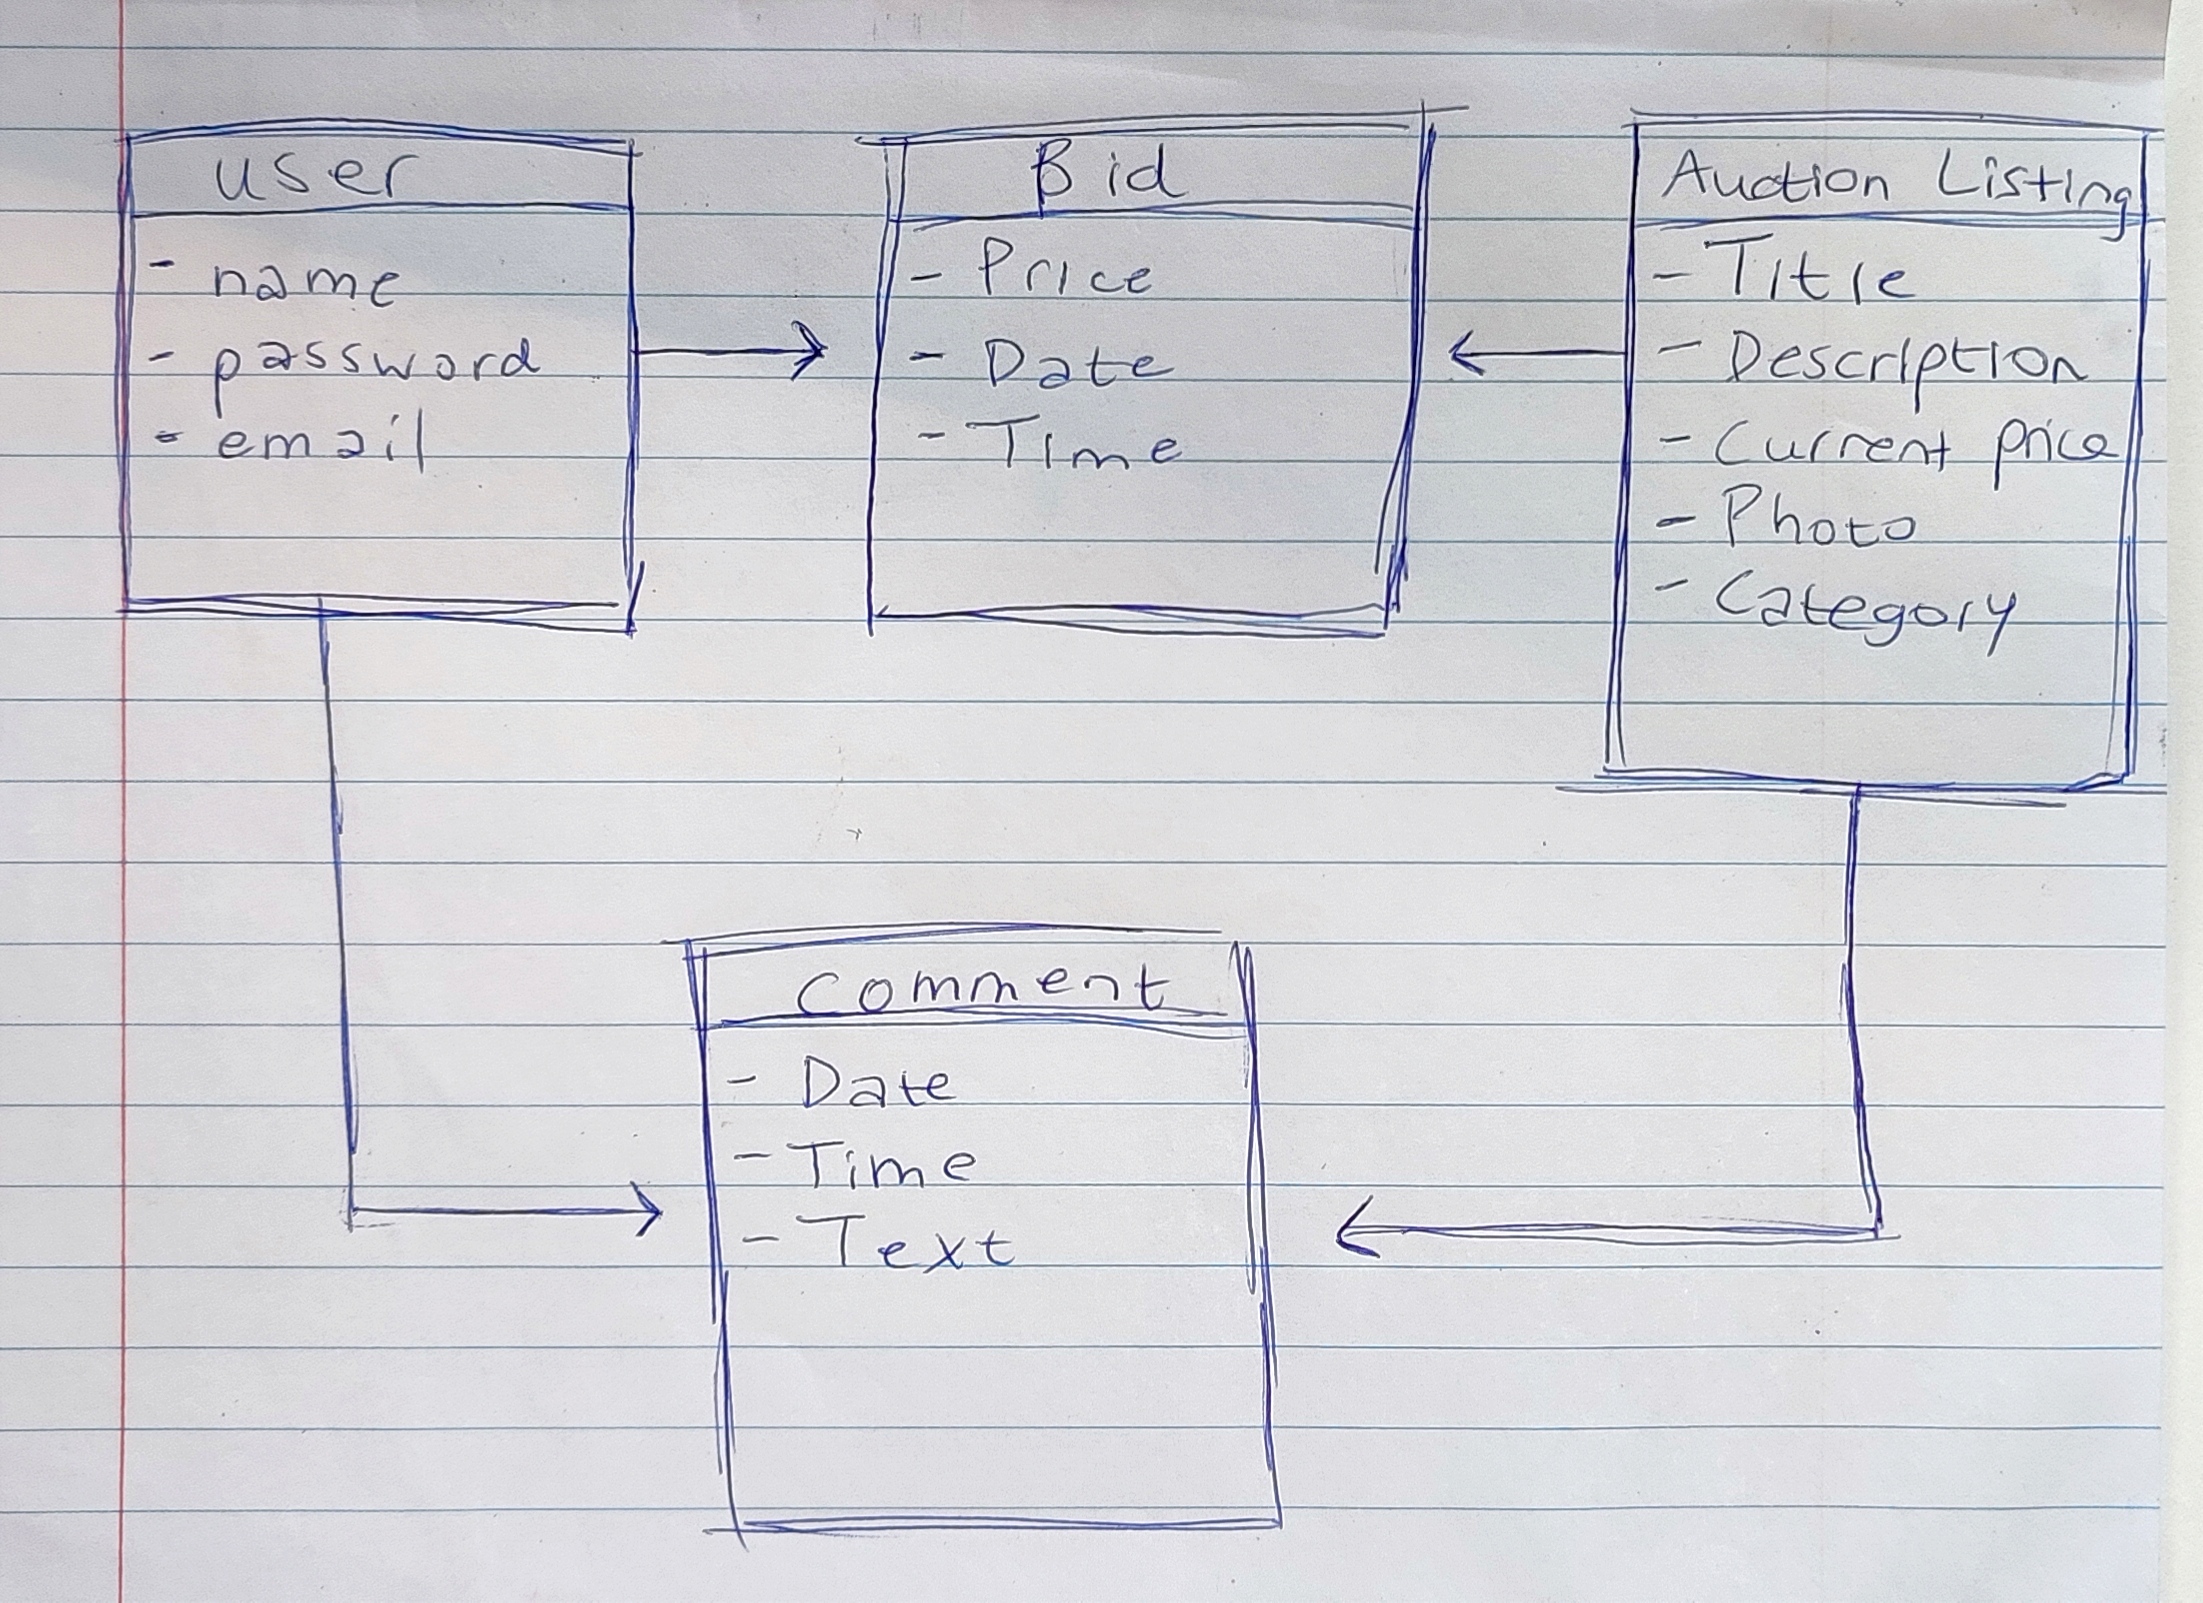 user
- name
- password
- email
Bid
- Price
- Date
- Time
Auction Listing
- Title
- Description
- Current price
- Photo
- Category
Comment
- Date
- Time
- Text